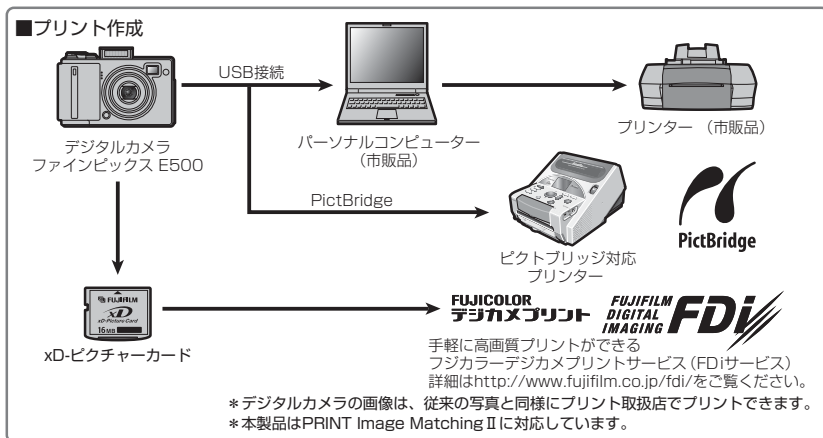 ■プリント作成
USB接続
デジタルカメラ
ファインピックス E500
パーソナルコンピューター
（市販品）
プリンター （市販品）
PictBridge
ピクトブリッジ対応
プリンター
PictBridge
FUJIFILM
xD
xD-Picture Card
16MB
xD-ピクチャーカード
FUJICOLOR
デジカメプリント
FUJIFILM
DIGITAL
IMAGING
FDi
手軽に高画質プリントができる
フジカラーデジカメプリントサービス（FDiサービス）
詳細はhttp://www.fujifilm.co.jp/fdi/をご覧ください。
＊デジタルカメラの画像は、従来の写真と同様にプリント取扱店でプリントできます。
＊本製品はPRINT Image MatchingⅡに対応しています。